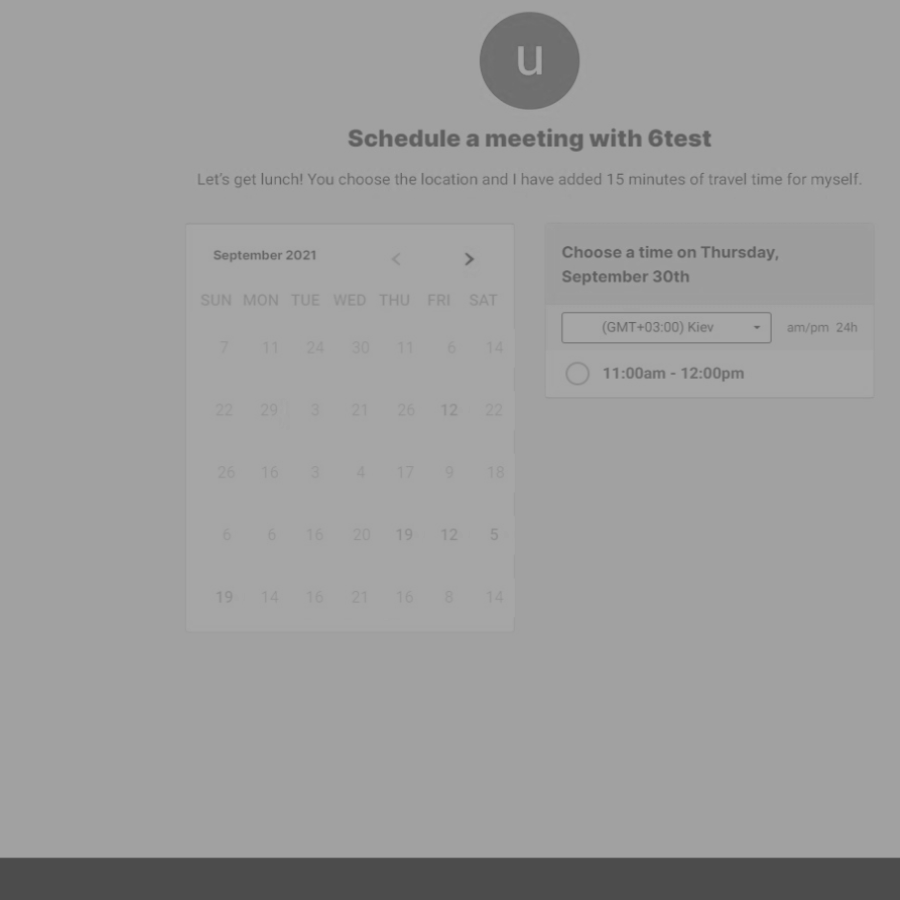 u
Schedule a meeting with 6test
Let's get lunch! You choose the location and I have added 15 minutes of travel time for myself.
September 2021
SUN MON TUE WED THU FRI SAT
7 11 24 30 11 6 14
22 29 3 21 26 12 22
26 16 3 4 17 9 18
6 6 16 20 19 12 5
19 14 16 21 16 8 14
Choose a time on Thursday,
September 30th
(GMT+03:00) Kiev am/pm 24h
11:00am - 12:00pm